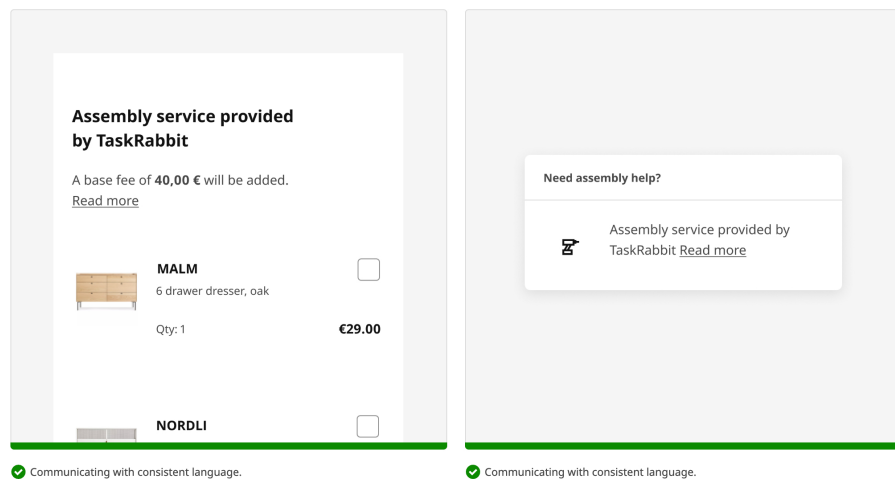 Assembly service provided
by TaskRabbit
A base fee of 40,00 € will be added.
Read more
MALM
6 drawer dresser, oak
Qty: 1
€29.00
NORDLI
Communicating with consistent language.
Need assembly help?
Assembly service provided by
TaskRabbit Read more
Communicating with consistent language.